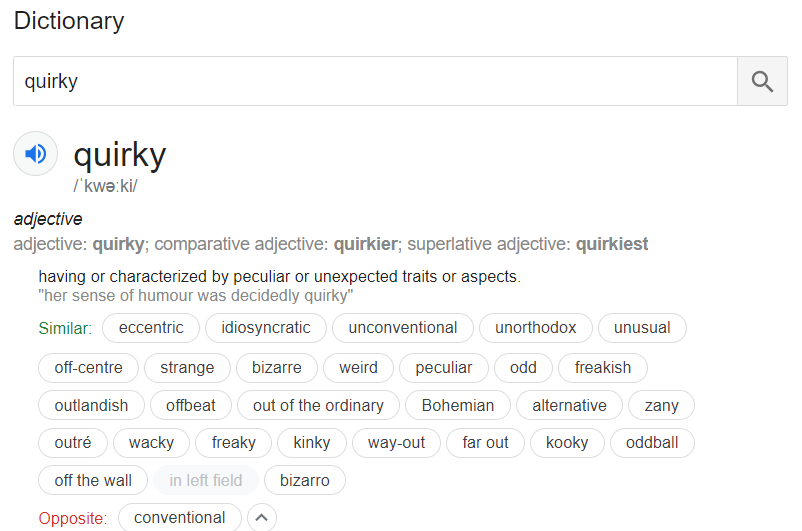 Dictionary
quirky
quirky
/ˈkwəːki/
adjective
adjective: quirky; comparative adjective: quirkier; superlative adjective: quirkiest
having or characterized by peculiar or unexpected traits or aspects.
"her sense of humour was decidedly quirky"
Similar: eccentric idiosyncratic unconventional unorthodox unusual
off-centre strange bizarre weird peculiar odd freakish
outlandish offbeat out of the ordinary Bohemian alternative zany
outré wacky freaky kinky way-out far out kooky oddball
off the wall in left field bizarro
Opposite: conventional